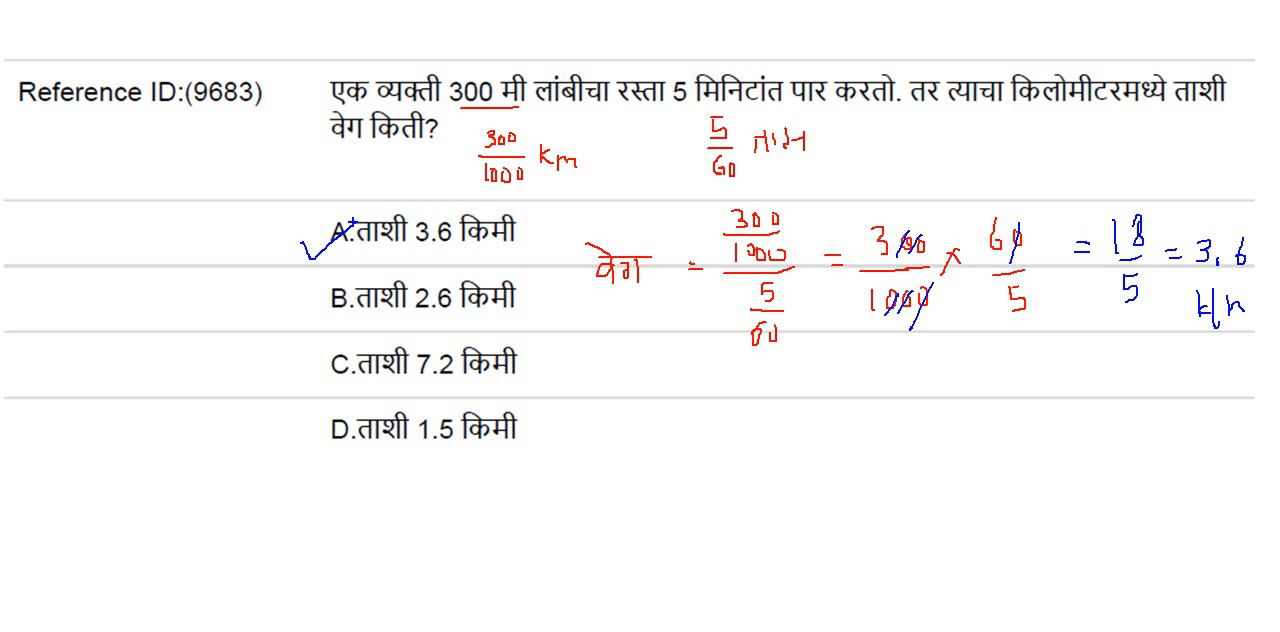 Reference ID:(9683)
एक व्यक्ती 300 मी लांबीचा रस्ता 5 मिनिटांत पार करतो. तर त्याचा किलोमीटरमध्ये ताशी
वेग किती?
300/1000 km
5/60 तास
A.ताशी 3.6 किमी
वेग = 300/1000 / 5/60 = 300/1000 × 60/5 = 18/5 = 3.6
k/h
B.ताशी 2.6 किमी
C.ताशी 7.2 किमी
D.ताशी 1.5 किमी